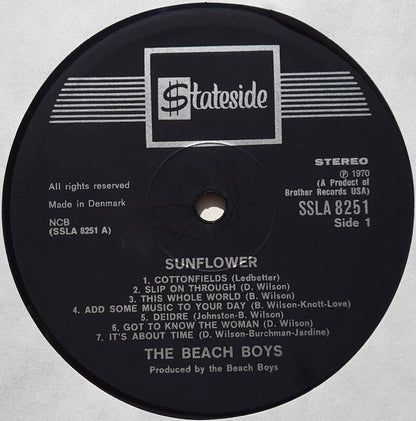 $tateside
STEREO
℗ 1970
(A Product of
Brother Records USA)
All rights reserved
Made in Denmark
NCB
(SSLA 8251 A)
SSLA 8251
Side 1
SUNFLOWER
1. COTTONFIELDS (Ledbetter)
2. SLIP ON THROUGH (D. Wilson)
3. THIS WHOLE WORLD (B. Wilson)
4. ADD SOME MUSIC TO YOUR DAY (B. Wilson-Knott-Love)
5. DEIDRE (Johnston-B. Wilson)
6. GOT TO KNOW THE WOMAN (D. Wilson)
7. IT'S ABOUT TIME (D. Wilson-Burchman-Jardine)
THE BEACH BOYS
Produced by the Beach Boys